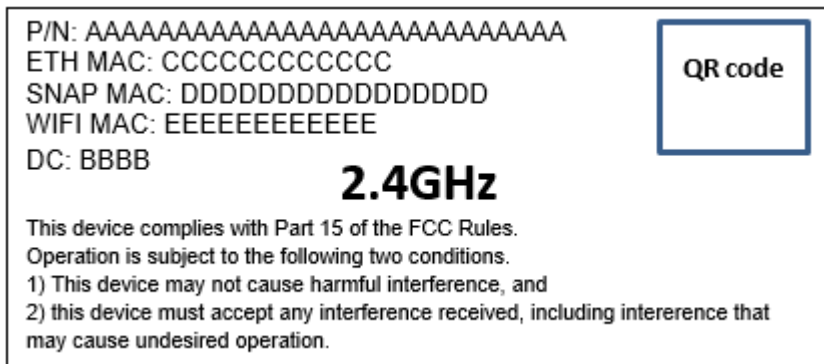 P/N: AAAAAAAAAAAAAAAAAAAAAAAAAAAA
ETH MAC: CCCCCCCCCCCC
SNAP MAC: DDDDDDDDDDDDDDDD
WIFI MAC: EEEEEEEEEEEE
DC: BBBB
QR code
2.4GHz
This device complies with Part 15 of the FCC Rules.
Operation is subject to the following two conditions.
1) This device may not cause harmful interference, and
2) this device must accept any interference received, including intererence that
may cause undesired operation.